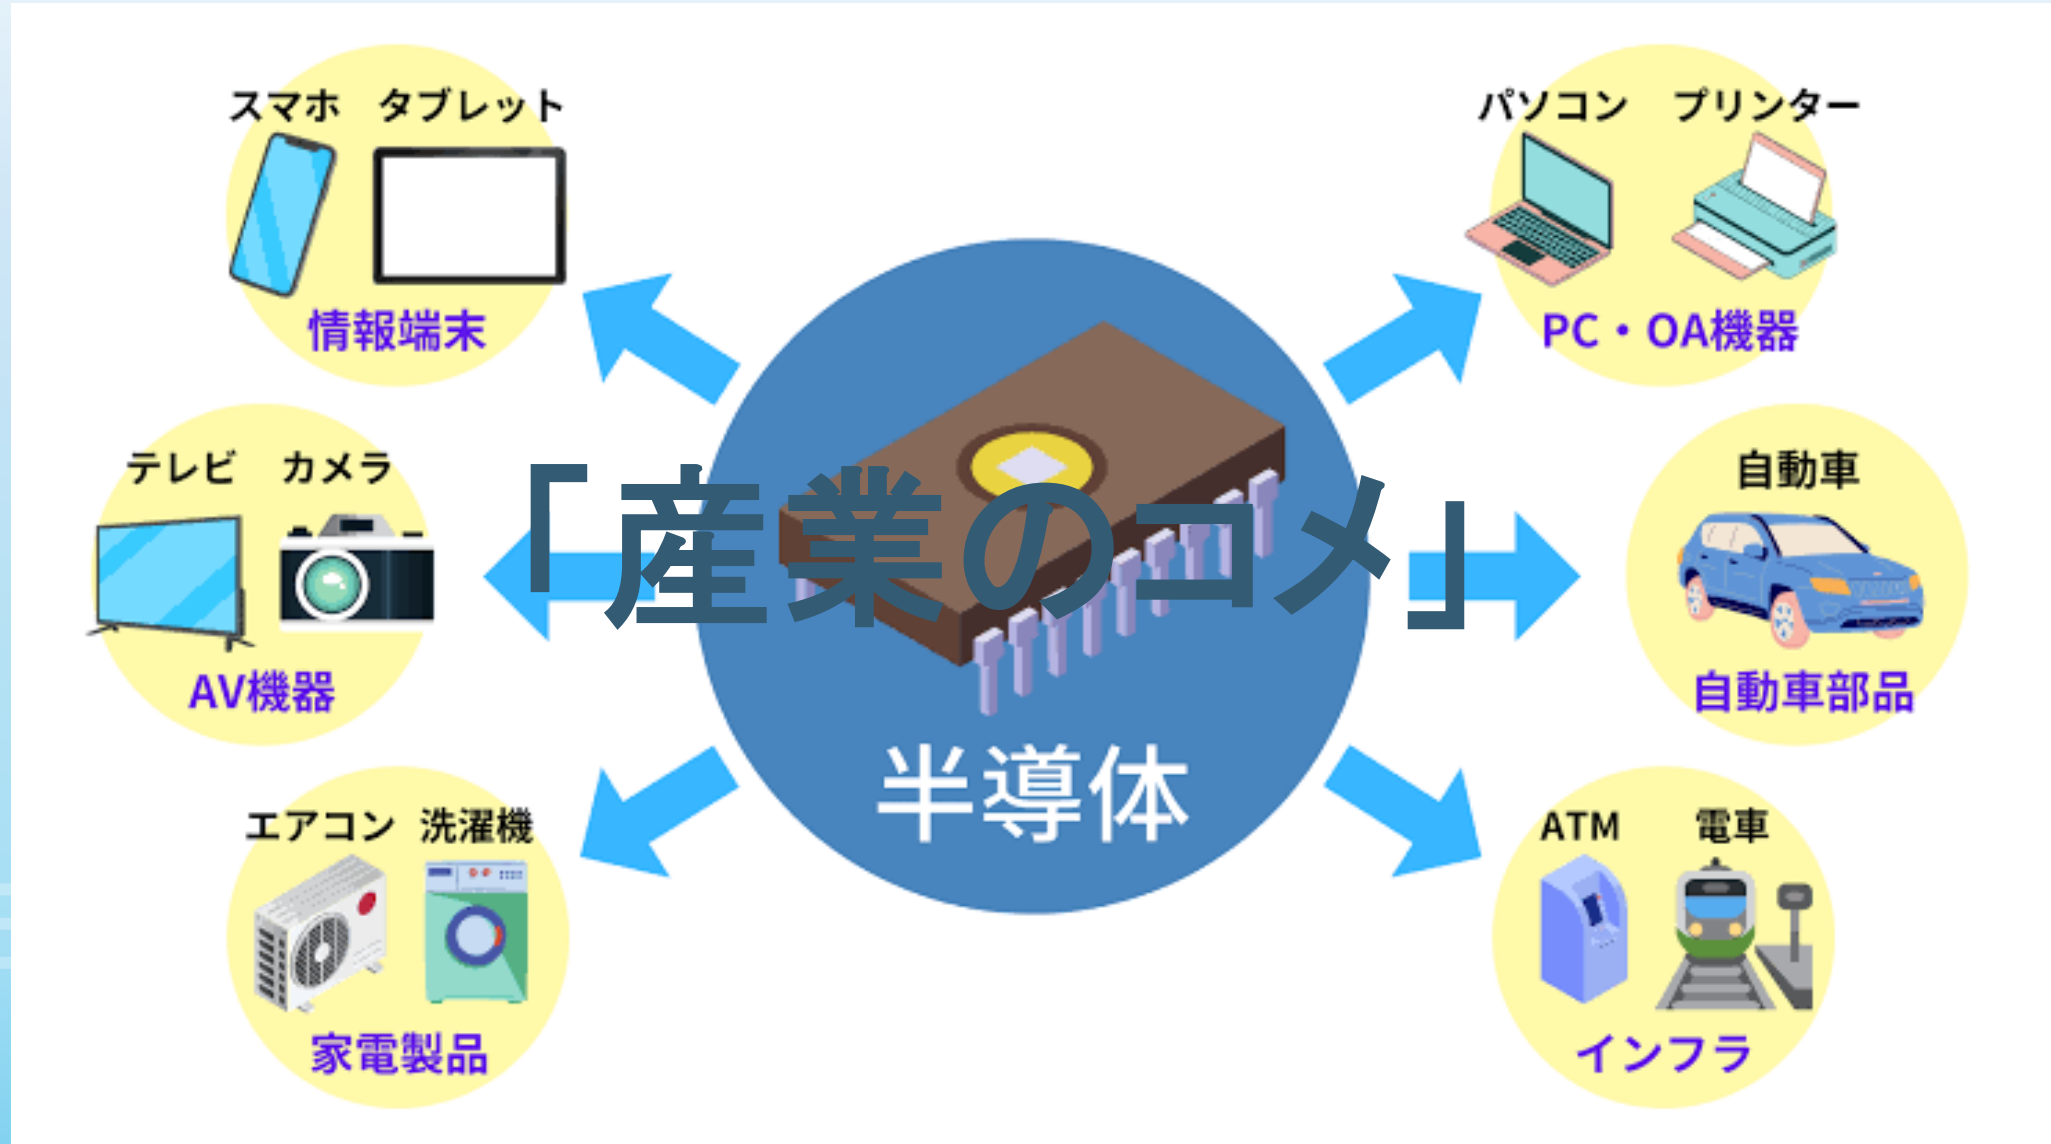 スマホ タブレット
情報端末
パソコン プリンター
PC・OA機器
テレビ カメラ
AV機器
「産業のコメ」
半導体
自動車
自動車部品
エアコン 洗濯機
家電製品
ATM 電車
インフラ